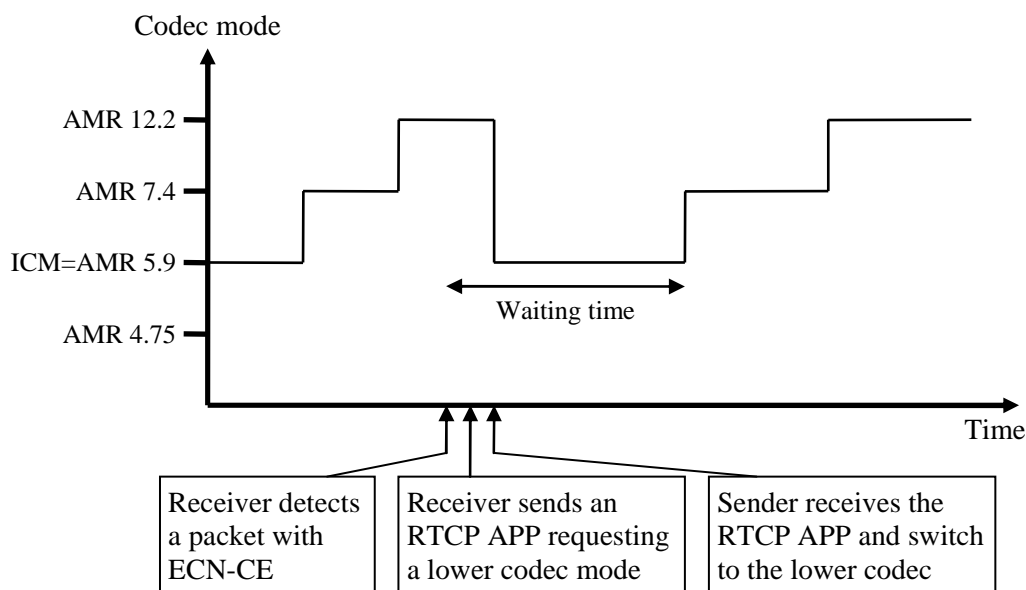 Codec mode
AMR 12.2
AMR 7.4
ICM=AMR 5.9
Waiting time
AMR 4.75
Time
Receiver detects
a packet with
ECN-CE
Receiver sends an
RTCP APP requesting
a lower codec mode
Sender receives the
RTCP APP and switch
to the lower codec